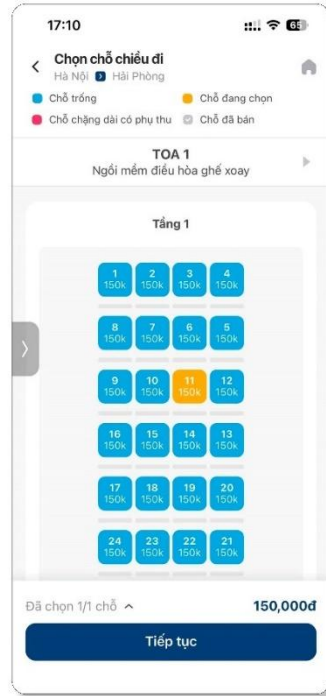 17:10
65
Chọn chỗ chiều đi
Hà Nội Hải Phòng
Chỗ trống Chỗ đang chọn
Chỗ chặng dài có phụ thu Chỗ đã bán
TOA 1
Ngồi mềm điều hòa ghế xoay
Tầng 1
1 2 3 4
150k 150k 150k 150k
8 7 6 5
150k 150k 150k 150k
9 10 11 12
150k 150k 150k 150k
16 15 14 13
150k 150k 150k 150k
17 18 19 20
150k 150k 150k 150k
24 23 22 21
150k 150k 150k 150k
Đã chọn 1/1 chỗ 150,000đ
Tiếp tục